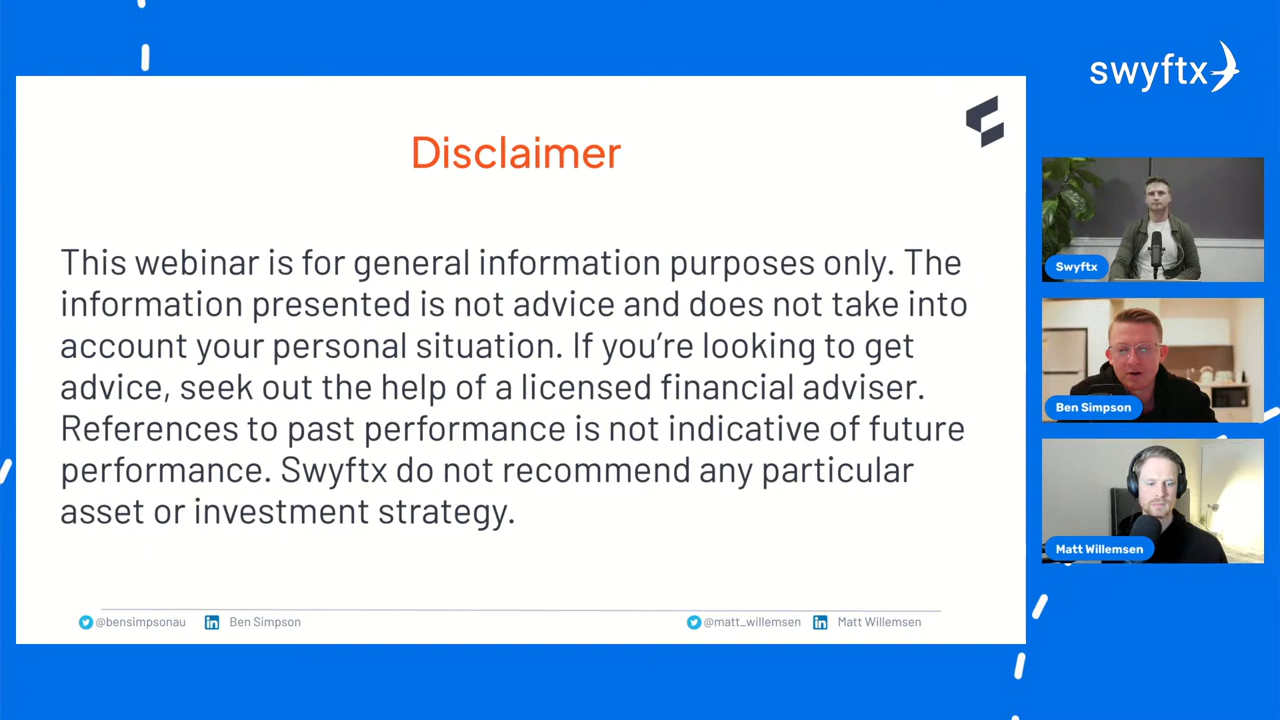 swyftx
Disclaimer
This webinar is for general information purposes only. The
information presented is not advice and does not take into
account your personal situation. If you’re looking to get
advice, seek out the help of a licensed financial adviser.
References to past performance is not indicative of future
performance. Swyftx do not recommend any particular
asset or investment strategy.
@bensimpsonau
in
Ben Simpson
@matt_willemsen
in
Matt Willemsen
Swyftx
Ben Simpson
Matt Willemsen